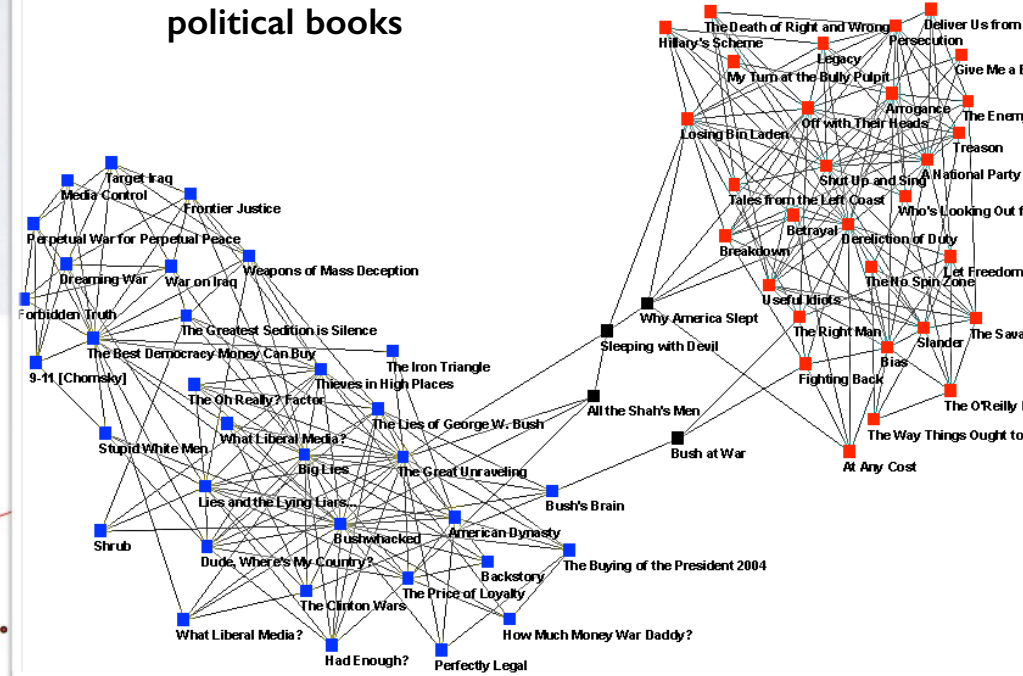 political books
The Death of Right and Wrong
Deliver Us from
Hillary's Scheme
Persecution
Legacy
Give Me a
My Turn at the Bully Pulpit
Arrogance
The Enem
Off with Their Heads
Losing Bin Laden
Treason
Target Iraq
Shut Up and Sing
A National Party
Media Control
Tales from the Left Coast
Who's Looking Out f
Frontier Justice
Betrayal
Perpetual War for Perpetual Peace
Breakdown
Dereliction of Duty
Dreaming War
War on Iraq
Weapons of Mass Deception
Let Freedom
The No Spin Zone
Useful Idiots
Forbidden Truth
Why America Slept
The Greatest Sedition is Silence
The Right Man
The Sava
Sleeping with Devil
Slander
The Best Democracy Money Can Buy
The Iron Triangle
Bias
9-11 [Chomsky]
Thieves in High Places
Fighting Back
The Oh Really? Factor
All the Shah's Men
The O'Reilly
The Lies of George W. Bush
What Liberal Media?
The Way Things Ought to
Stupid White Men
Bush at War
Big Lies
The Great Unraveling
At Any Cost
Lies and the Lying Liars...
Bush's Brain
American Dynasty
Shrub
Bushwhacked
Dude, Where's My Country?
The Buying of the President 2004
Backstory
The Price of Loyalty
The Clinton Wars
What Liberal Media?
How Much Money War Daddy?
Had Enough?
Perfectly Legal